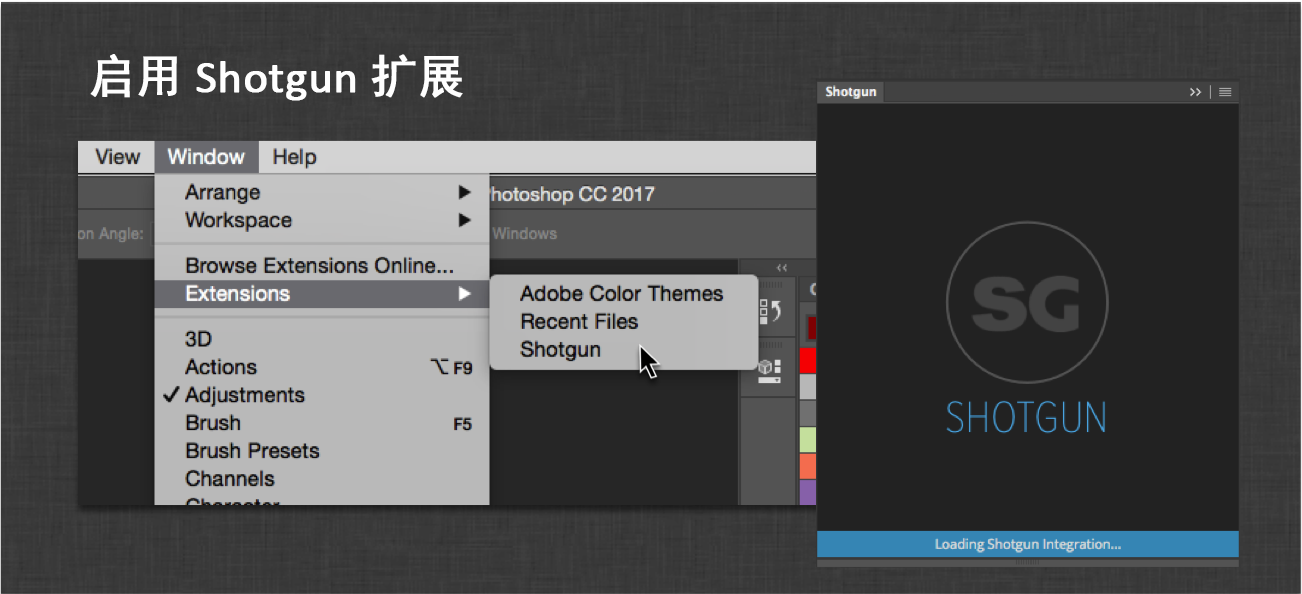 启用 Shotgun 扩展
Shotgun
View Window Help
Arrange
hotoshop CC 2017
Workspace
on Angle:
Windows
Browse Extensions Online...
Extensions
Adobe Color Themes
Recent Files
Shotgun
3D
Actions ⌥F9
✓ Adjustments
Brush F5
Brush Presets
Channels
Character
SG
SHOTGUN
Loading Shotgun Integration...